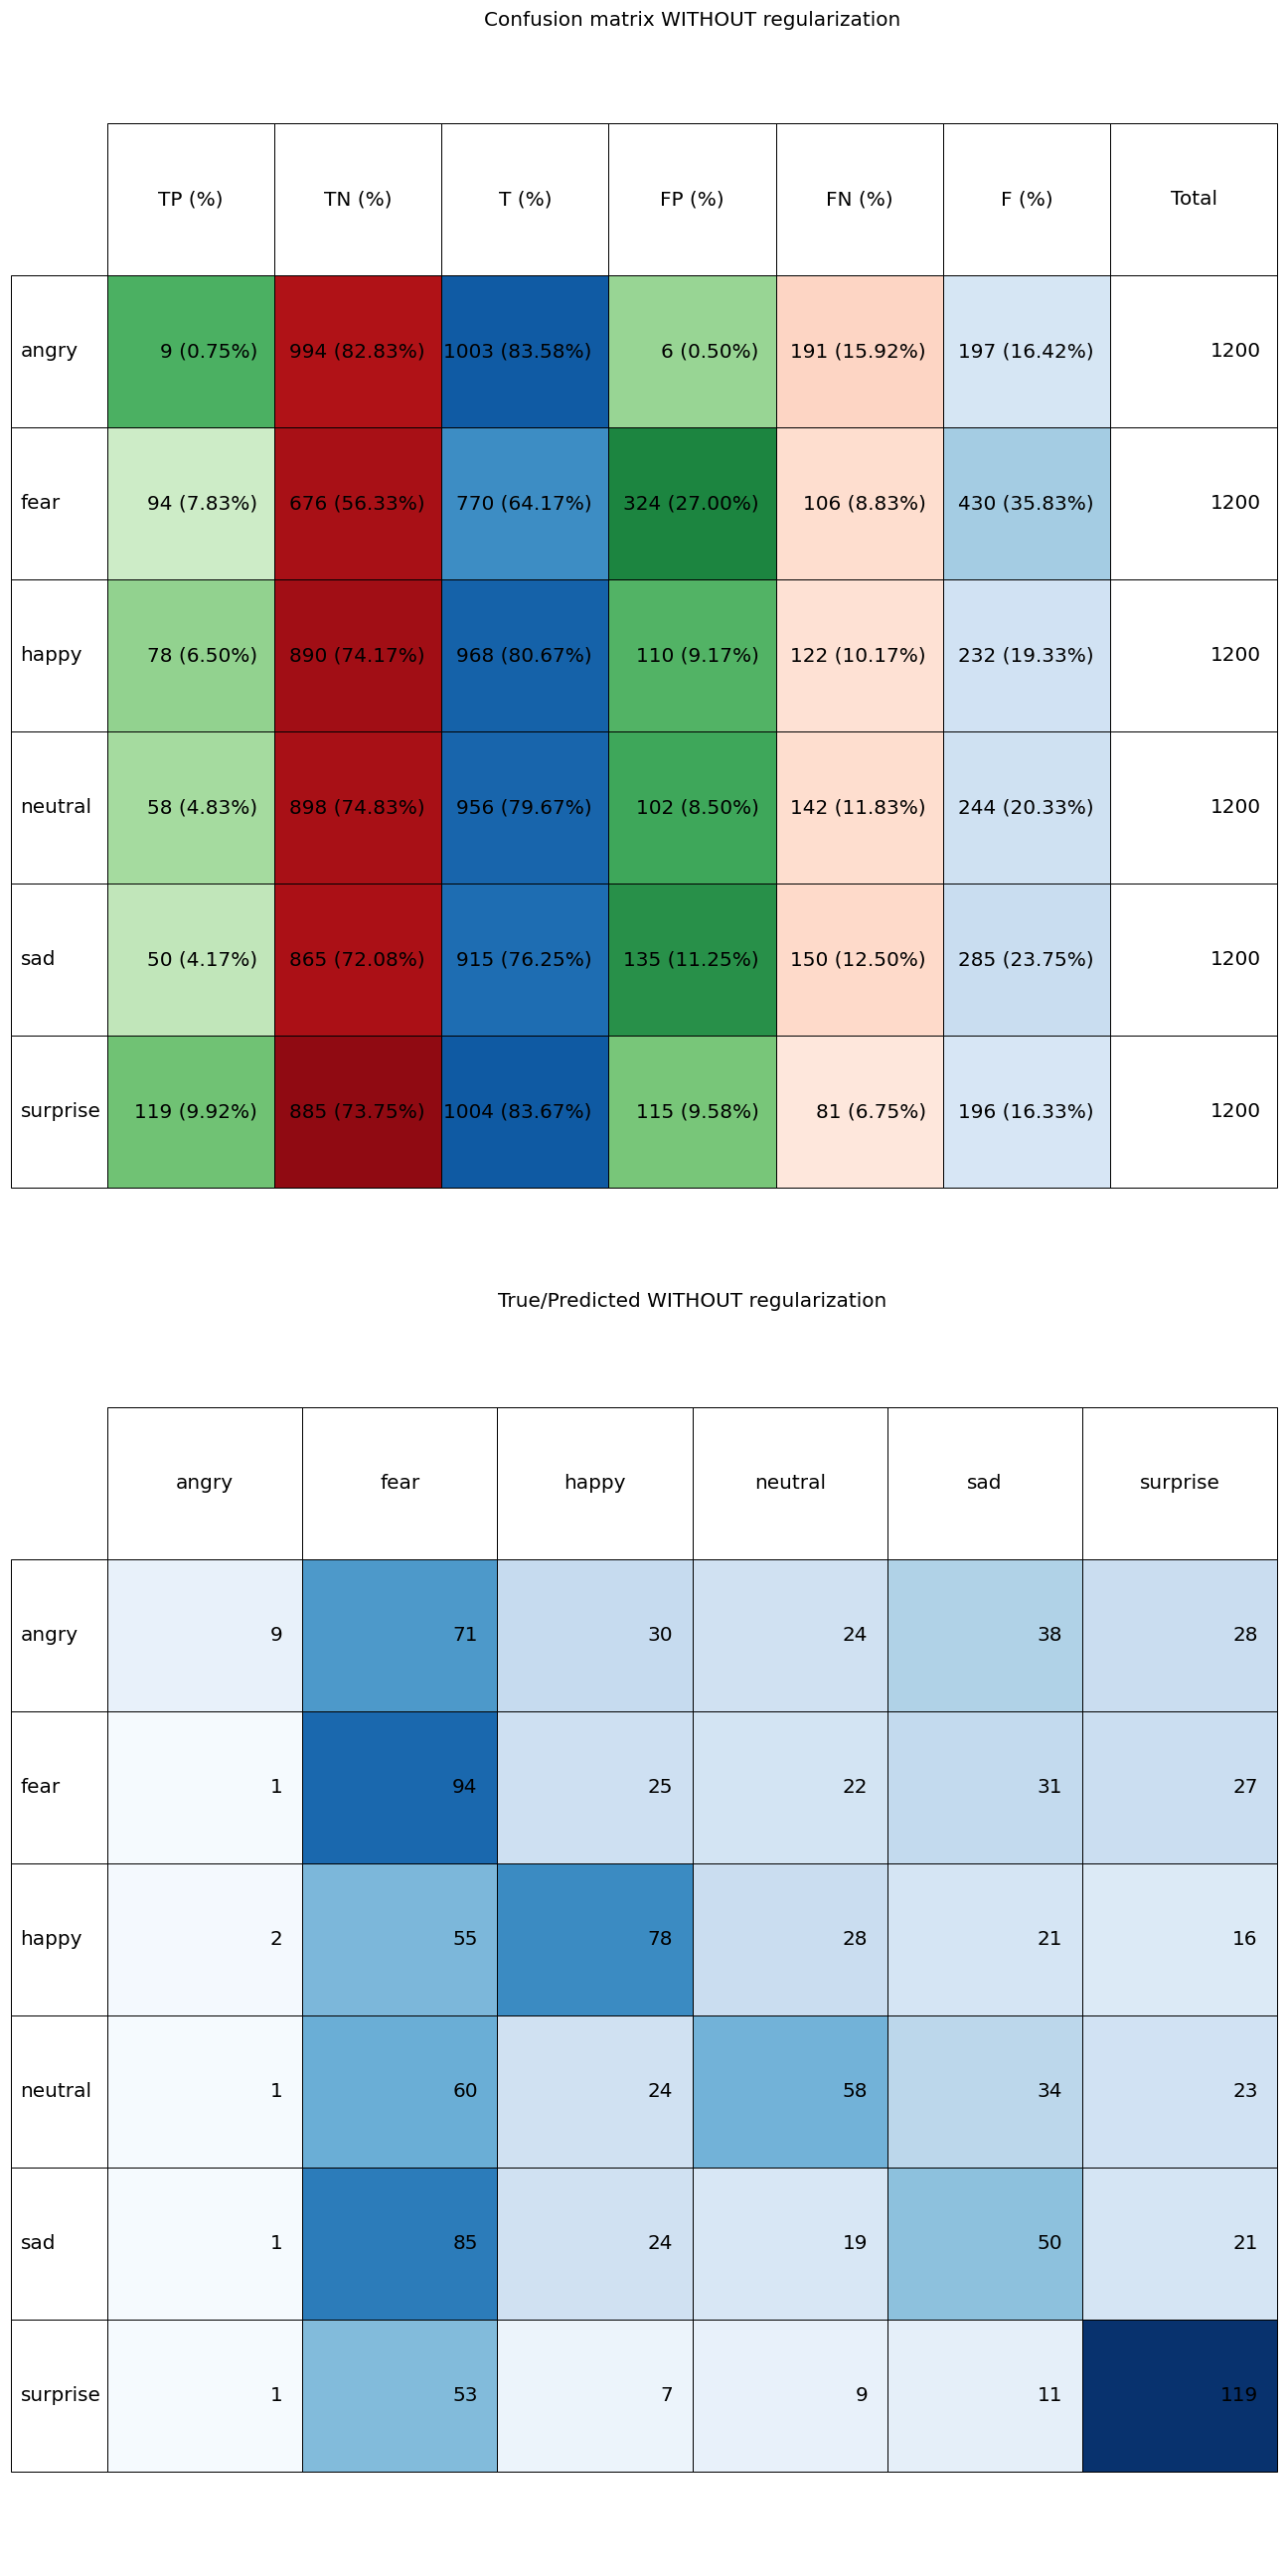 Confusion matrix WITHOUT regularization
TP (%) TN (%) T (%) FP (%) FN (%) F (%) Total
angry 9 (0.75%) 994 (82.83%) 1003 (83.58%) 6 (0.50%) 191 (15.92%) 197 (16.42%) 1200
fear 94 (7.83%) 676 (56.33%) 770 (64.17%) 324 (27.00%) 106 (8.83%) 430 (35.83%) 1200
happy 78 (6.50%) 890 (74.17%) 968 (80.67%) 110 (9.17%) 122 (10.17%) 232 (19.33%) 1200
neutral 58 (4.83%) 898 (74.83%) 956 (79.67%) 102 (8.50%) 142 (11.83%) 244 (20.33%) 1200
sad 50 (4.17%) 865 (72.08%) 915 (76.25%) 135 (11.25%) 150 (12.50%) 285 (23.75%) 1200
surprise 119 (9.92%) 885 (73.75%) 1004 (83.67%) 115 (9.58%) 81 (6.75%) 196 (16.33%) 1200
True/Predicted WITHOUT regularization
angry fear happy neutral sad surprise
angry 9 71 30 24 38 28
fear 1 94 25 22 31 27
happy 2 55 78 28 21 16
neutral 1 60 24 58 34 23
sad 1 85 24 19 50 21
surprise 1 53 7 9 11 119